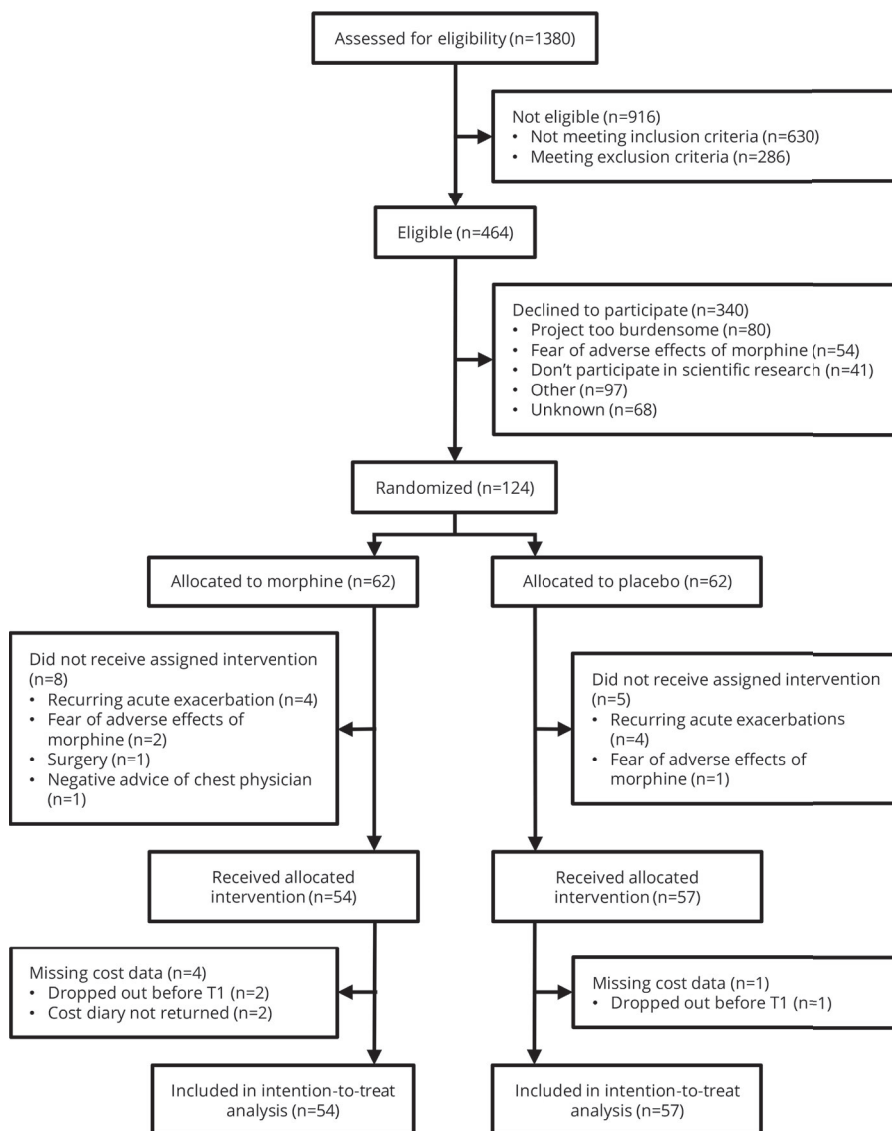 Assessed for eligibility (n=1380)
Not eligible (n=916)
• Not meeting inclusion criteria (n=630)
• Meeting exclusion criteria (n=286)
Eligible (n=464)
Declined to participate (n=340)
• Project too burdensome (n=80)
• Fear of adverse effects of morphine (n=54)
• Don't participate in scientific research (n=41)
• Other (n=97)
• Unknown (n=68)
Randomized (n=124)
Allocated to morphine (n=62)
Allocated to placebo (n=62)
Did not receive assigned intervention
(n=8)
• Recurring acute exacerbation (n=4)
• Fear of adverse effects of
morphine (n=2)
• Surgery (n=1)
• Negative advice of chest physician
(n=1)
Did not receive assigned intervention
(n=5)
• Recurring acute exacerbations
(n=4)
• Fear of adverse effects of
morphine (n=1)
Received allocated
intervention (n=54)
Received allocated
intervention (n=57)
Missing cost data (n=4)
• Dropped out before T1 (n=2)
• Cost diary not returned (n=2)
Missing cost data (n=1)
• Dropped out before T1 (n=1)
Included in intention-to-treat
analysis (n=54)
Included in intention-to-treat
analysis (n=57)